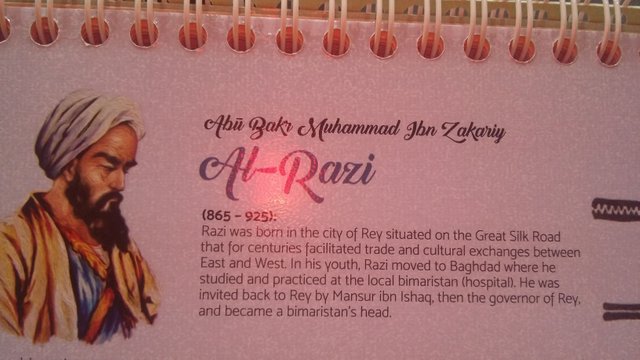 Abū Bakr Muhammad Ibn Zakariy
Al-Razi
(865 - 925):
Razi was born in the city of Rey situated on the Great Silk Road
that for centuries facilitated trade and cultural exchanges between
East and West. In his youth, Razi moved to Baghdad where he
studied and practiced at the local bimaristan (hospital). He was
invited back to Rey by Mansur ibn Ishaq, then the governor of Rey,
and became a bimaristan's head.